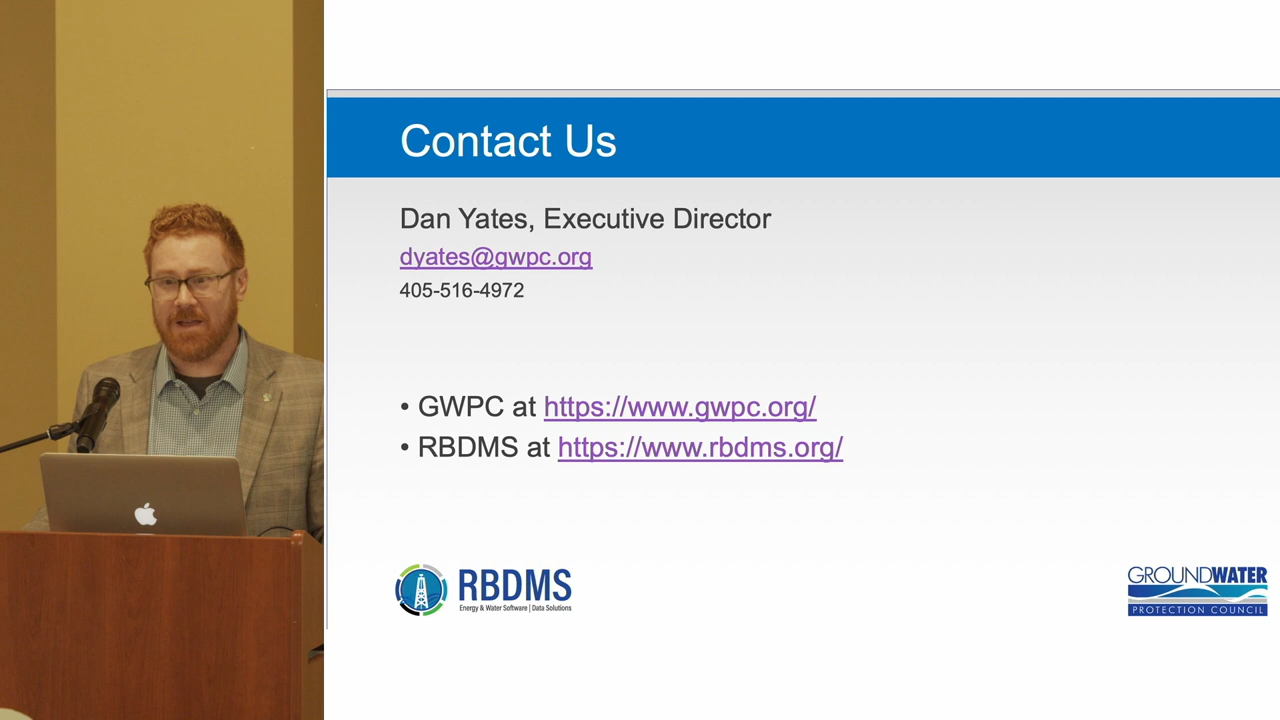 Contact Us
Dan Yates, Executive Director
dyates@gwpc.org
405-516-4972
• GWPC at https://www.gwpc.org/
• RBDMS at https://www.rbdms.org/
RBDMS
Energy & Water Software | Data Solutions
GROUNDWATER
PROTECTION COUNCIL